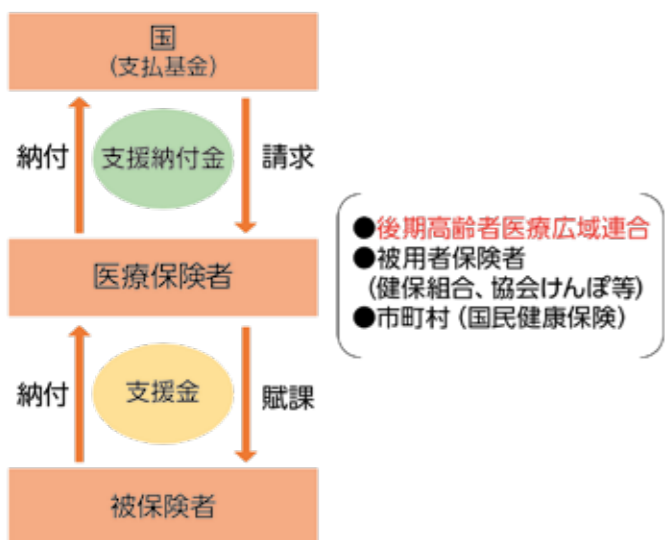 国
(支払基金)
納付
支援納付金
請求
医療保険者
●後期高齢者医療広域連合
●被用者保険者
(健保組合、協会けんぽ等)
●市町村(国民健康保険)
納付
支援金
賦課
被保険者